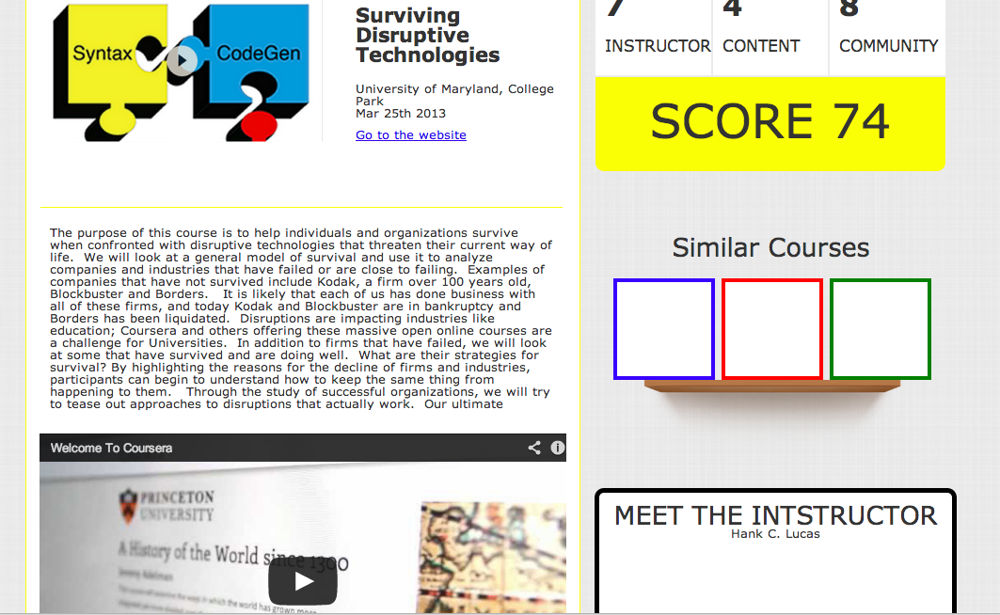 Syntax
CodeGen
Surviving
Disruptive
Technologies
University of Maryland, College
Park
Mar 25th 2013
Go to the website
The purpose of this course is to help individuals and organizations survive
when confronted with disruptive technologies that threaten their current way of
life.  We will look at a general model of survival and use it to analyze
companies and industries that have failed or are close to failing.  Examples of
companies that have not survived include Kodak, a firm over 100 years old,
Blockbuster and Borders.   It is likely that each of us has done business with
all of these firms, and today Kodak and Blockbuster are in bankruptcy and
Borders has been liquidated.  Disruptions are impacting industries like
education; Coursera and others offering these massive open online courses are
a challenge for Universities.  In addition to firms that have failed, we will look
at some that have survived and are doing well.  What are their strategies for
survival? By highlighting the reasons for the decline of firms and industries,
participants can begin to understand how to keep the same thing from
happening to them.   Through the study of successful organizations, we will try
to tease out approaches to disruptions that actually work.  Our ultimate
Welcome To Coursera
PRINCETON
UNIVERSITY
A History of the World since 1300
Jeremy Adelman
7 4 8
INSTRUCTOR CONTENT COMMUNITY
SCORE 74
Similar Courses
MEET THE INTSTRUCTOR
Hank C. Lucas